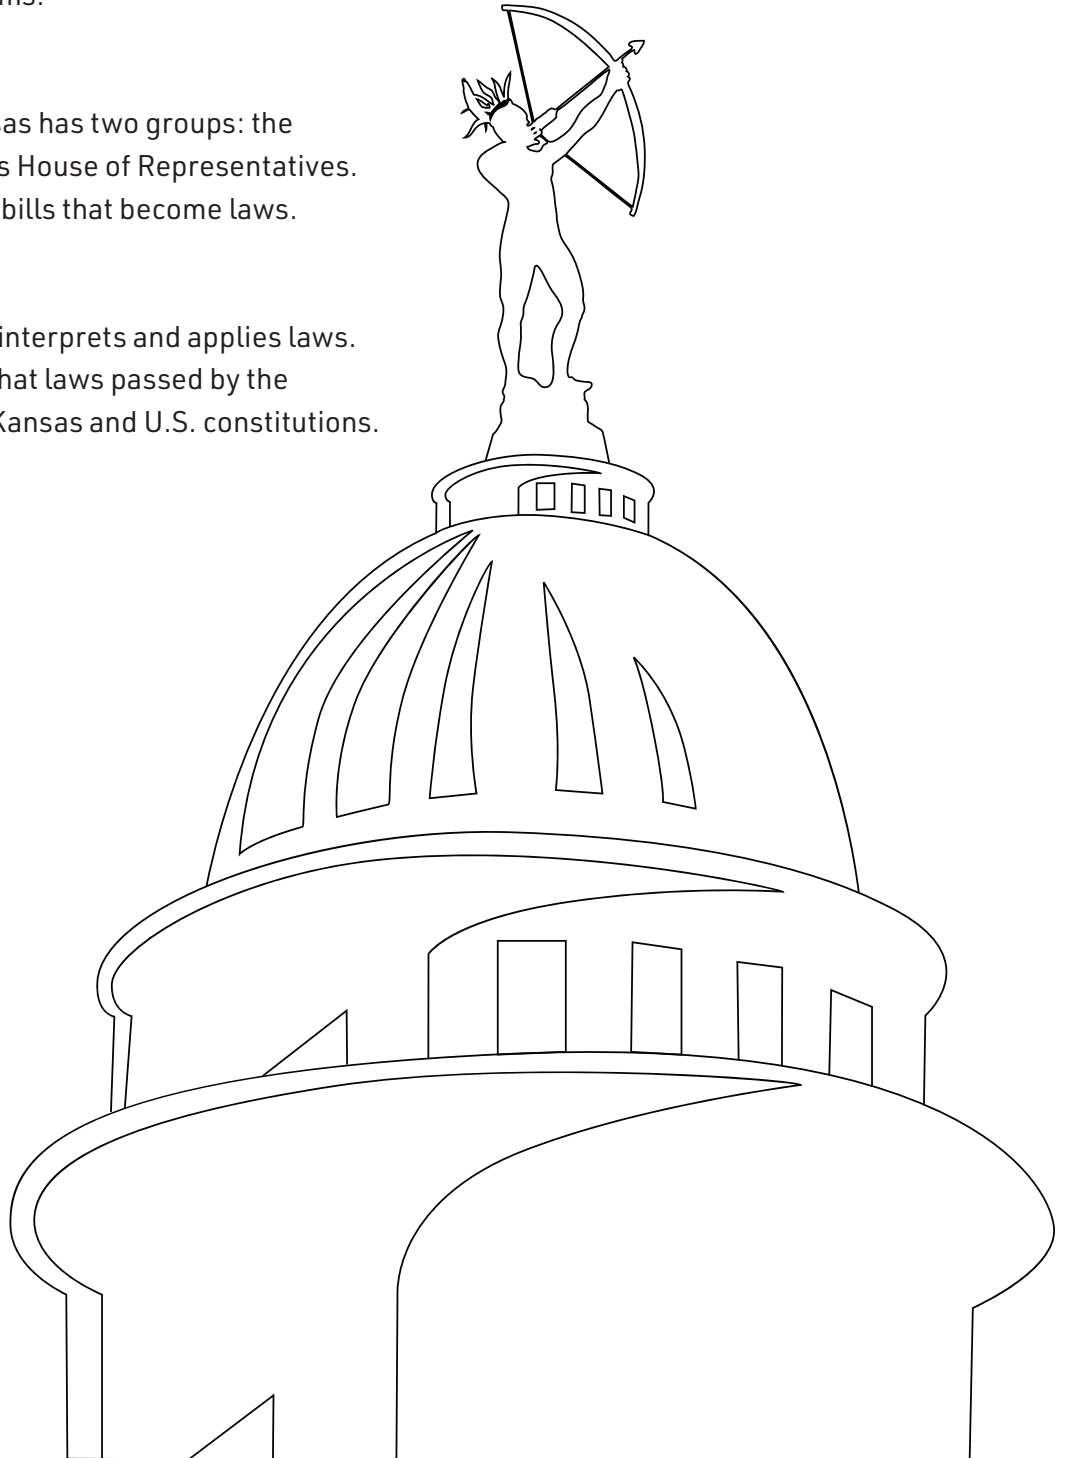 as has two groups: the
s House of Representatives.
bills that become laws.
interprets and applies laws.
hat laws passed by the
Kansas and U.S. constitutions.